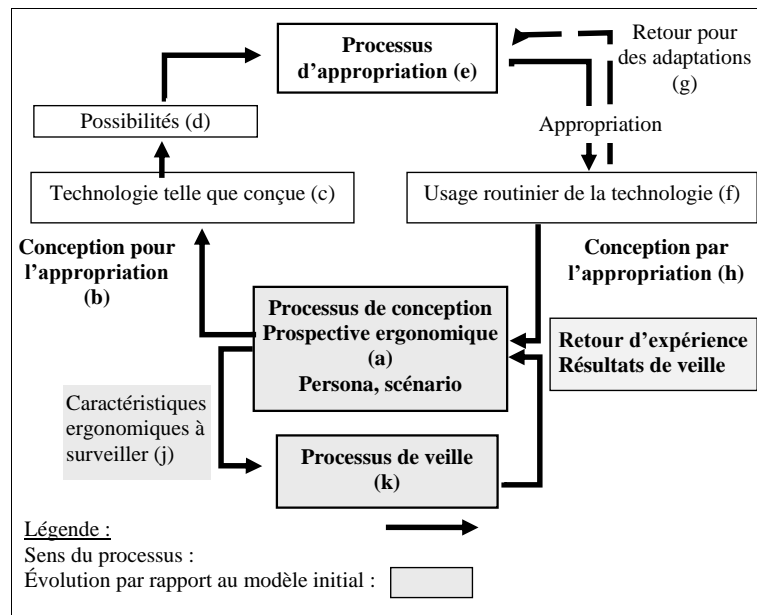 Processus
d'appropriation (e)
Retour pour
des adaptations
(g)
Possibilités (d)
Appropriation
Technologie telle que conçue (c)
Usage routinier de la technologie (f)
Conception pour
l'appropriation
(b)
Conception par
l'appropriation (h)
Processus de conception
Prospective ergonomique
(a)
Persona, scénario
Retour d'expérience
Résultats de veille
Caractéristiques
ergonomiques à
surveiller (j)
Processus de veille
(k)
Légende :
Sens du processus :
Évolution par rapport au modèle initial :